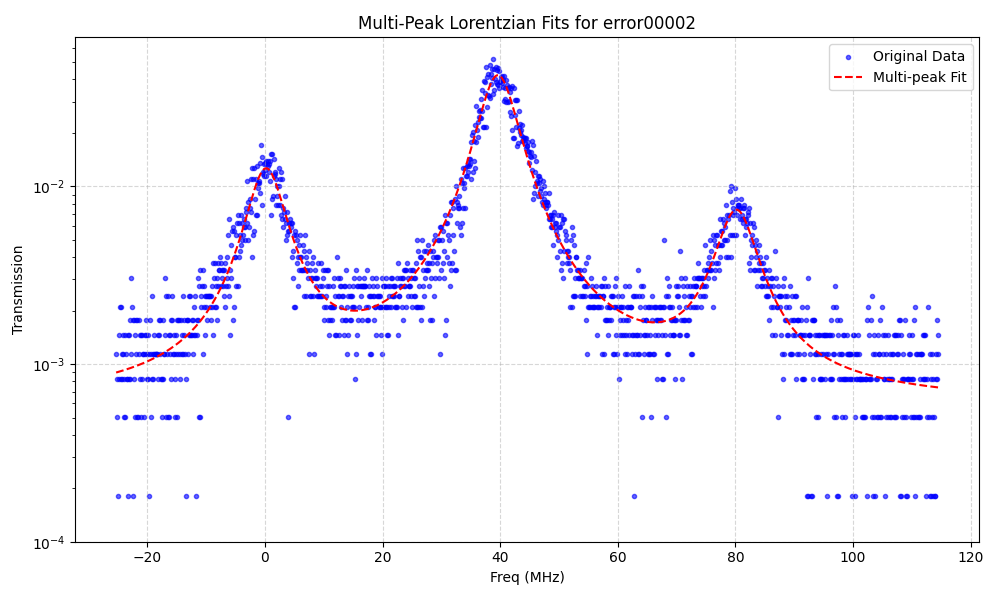 Multi-Peak Lorentzian Fits for error00002
Original Data
Multi-peak Fit
Transmission
10⁻²
10⁻³
10⁻⁴
−20 0 20 40 60 80 100 120
Freq (MHz)